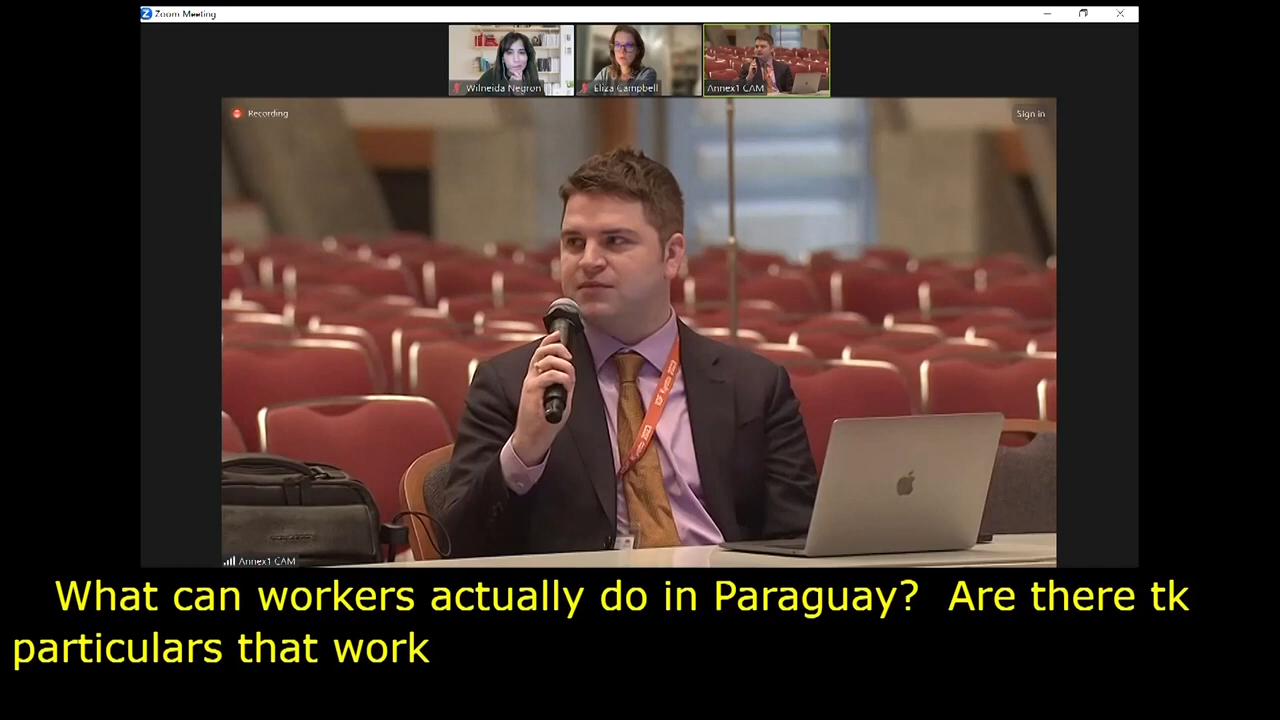 Zoom Meeting
Wilneida Negron
Eliza Campbell
Annex1 CAM
Recording
Sign in
Annex1 CAM
What can workers actually do in Paraguay?  Are there tk
particulars that work